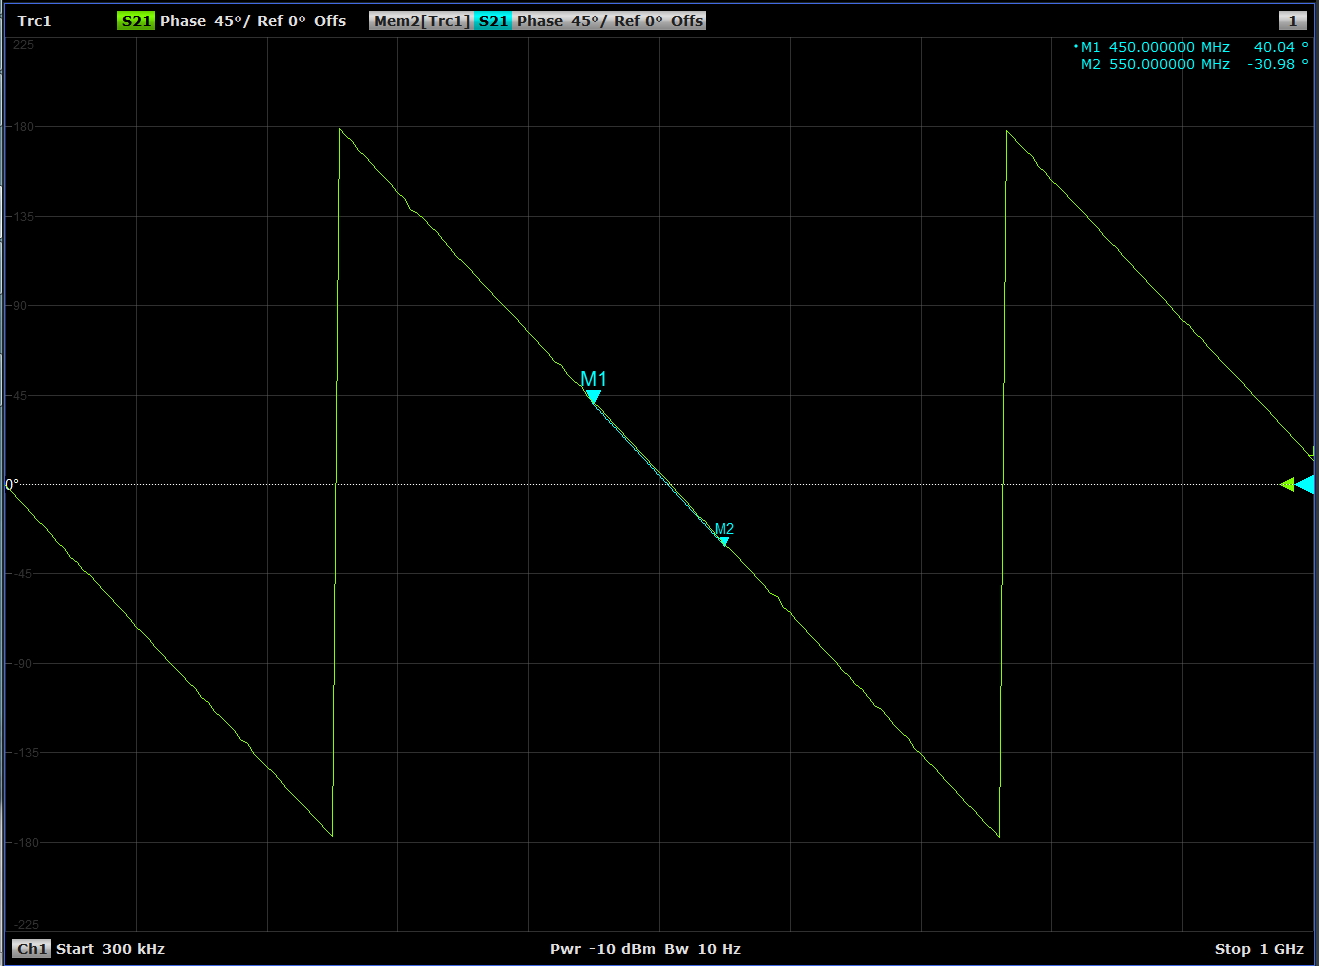 Trc1 S21 Phase 45°/ Ref 0° Offs Mem2[Trc1] S21 Phase 45°/ Ref 0° Offs 1
225
•M1 450.000000 MHz 40.04 °
M2 550.000000 MHz -30.98 °
180
135
90
M1
45
0°
M2
-45
-90
-135
-180
-225
Ch1 Start 300 kHz Pwr -10 dBm Bw 10 Hz Stop 1 GHz